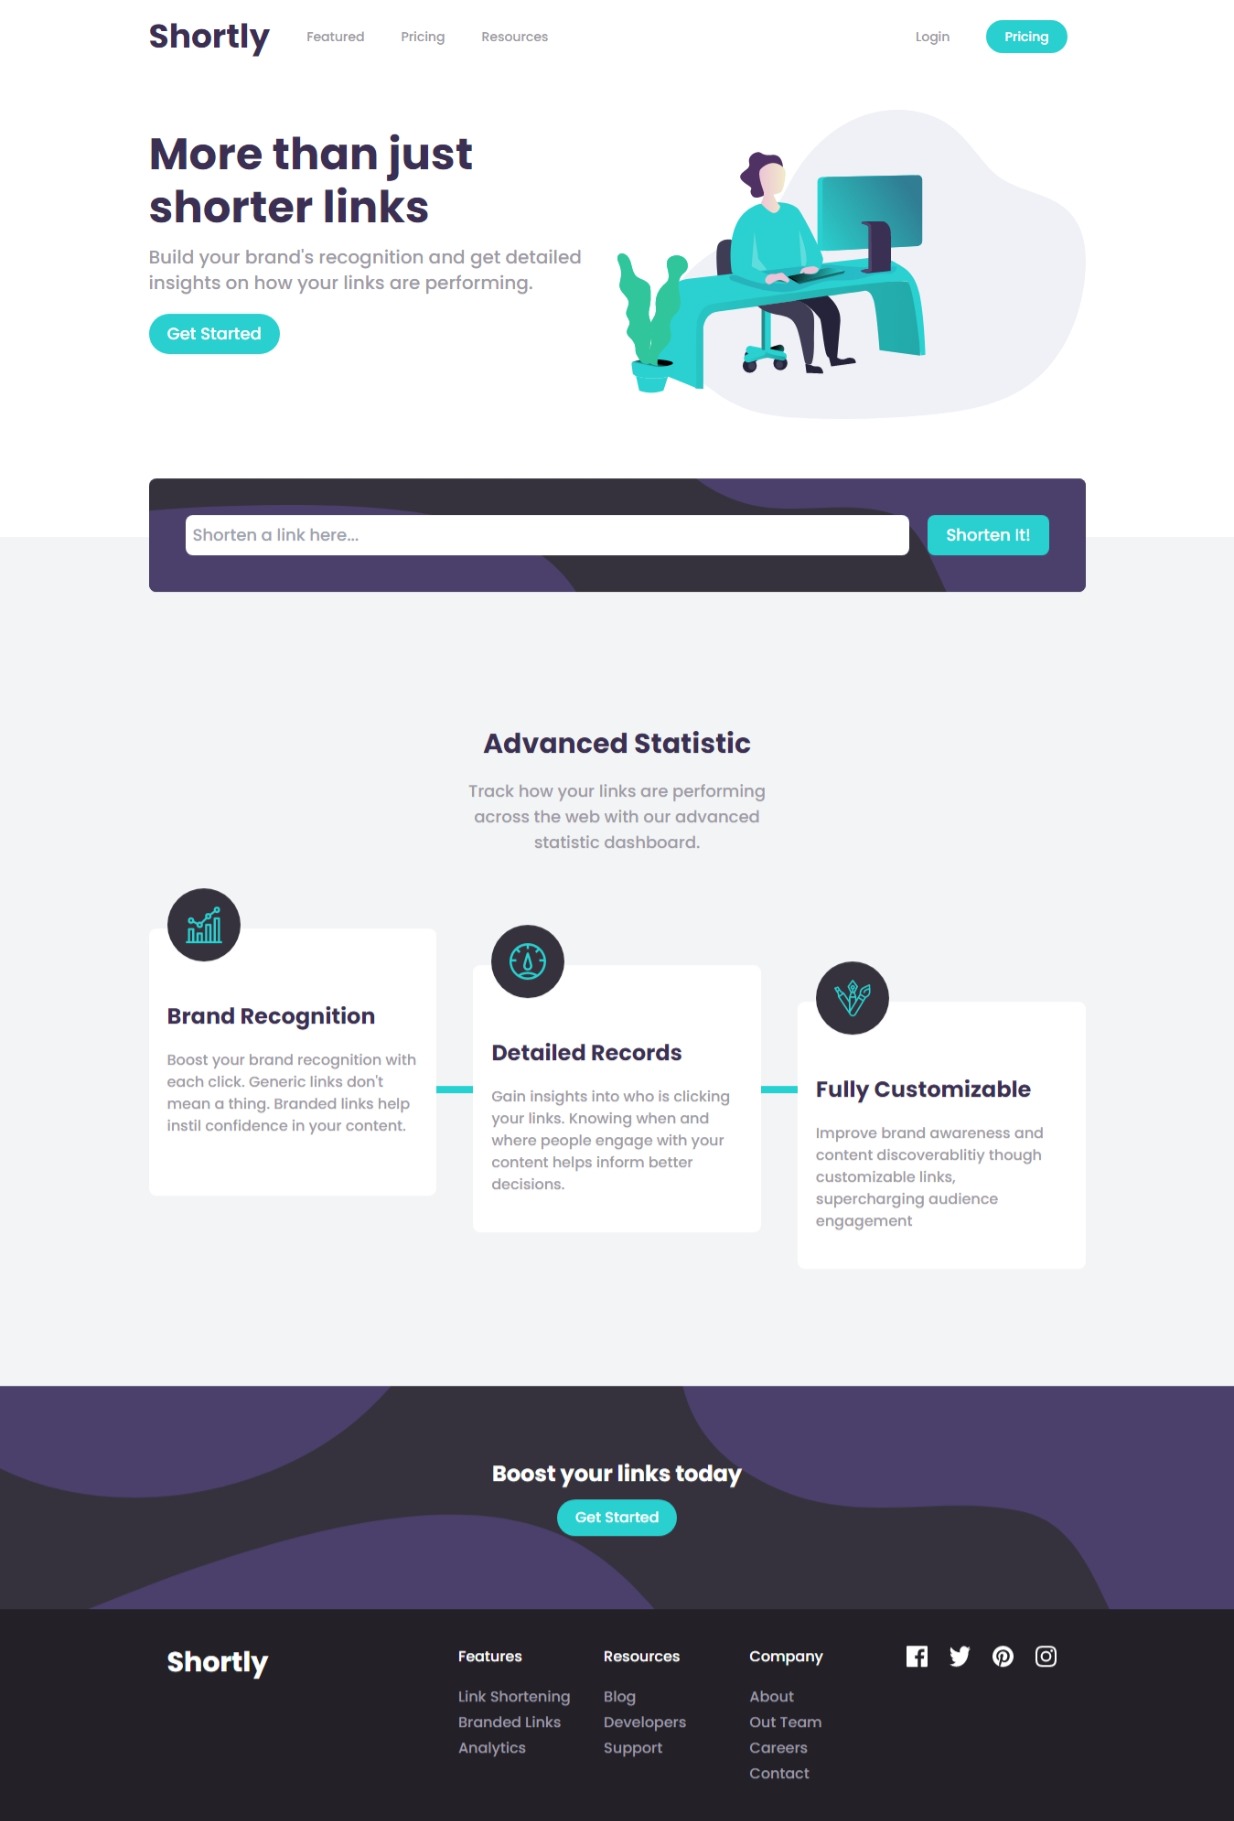 Shortly
Featured
Pricing
Resources
Login
Pricing
More than just
shorter links
Build your brand's recognition and get detailed
insights on how your links are performing.
Get Started
Shorten a link here...
Shorten It!
Advanced Statistic
Track how your links are performing
across the web with our advanced
statistic dashboard.
Brand Recognition
Boost your brand recognition with
each click. Generic links don't
mean a thing. Branded links help
instil confidence in your content.
Detailed Records
Gain insights into who is clicking
your links. Knowing when and
where people engage with your
content helps inform better
decisions.
Fully Customizable
Improve brand awareness and
content discoverablitiy though
customizable links,
supercharging audience
engagement
Boost your links today
Get Started
Shortly
Features
Link Shortening
Branded Links
Analytics
Resources
Blog
Developers
Support
Company
About
Out Team
Careers
Contact